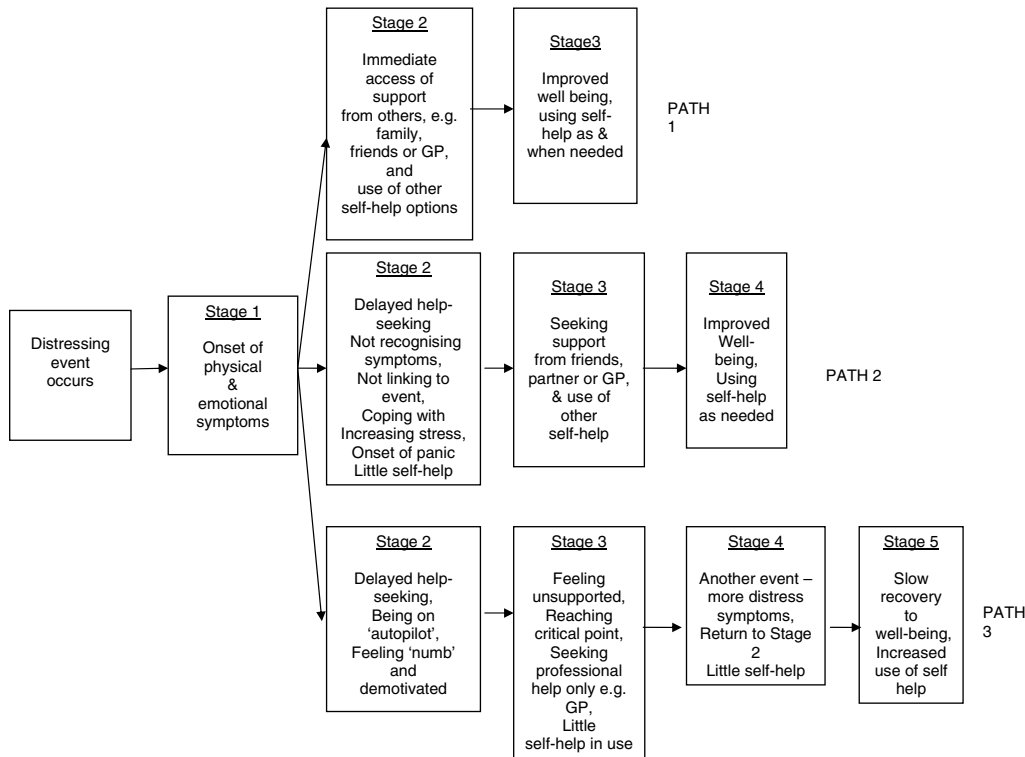 Stage 2
Immediate
access of
support
from others, e.g.
family,
friends or GP,
and
use of other
self-help options
Stage3
Improved
well being,
using self-
help as &
when needed
PATH
1
Distressing
event
occurs
Stage 1
Onset of
physical
&
emotional
symptoms
Stage 2
Delayed help-
seeking
Not recognising
symptoms,
Not linking to
event,
Coping with
Increasing stress,
Onset of panic
Little self-help
Stage 3
Seeking
support
from friends,
partner or GP,
& use of
other
self-help
Stage 4
Improved
Well-
being,
Using
self-help
as needed
PATH 2
Stage 2
Delayed help-
seeking,
Being on
'autopilot',
Feeling 'numb'
and
demotivated
Stage 3
Feeling
unsupported,
Reaching
critical point,
Seeking
professional
help only e.g.
GP,
Little
self-help in use
Stage 4
Another event –
more distress
symptoms,
Return to Stage
2
Little self-help
Stage 5
Slow
recovery
to
well-being,
Increased
use of self
help
PATH
3